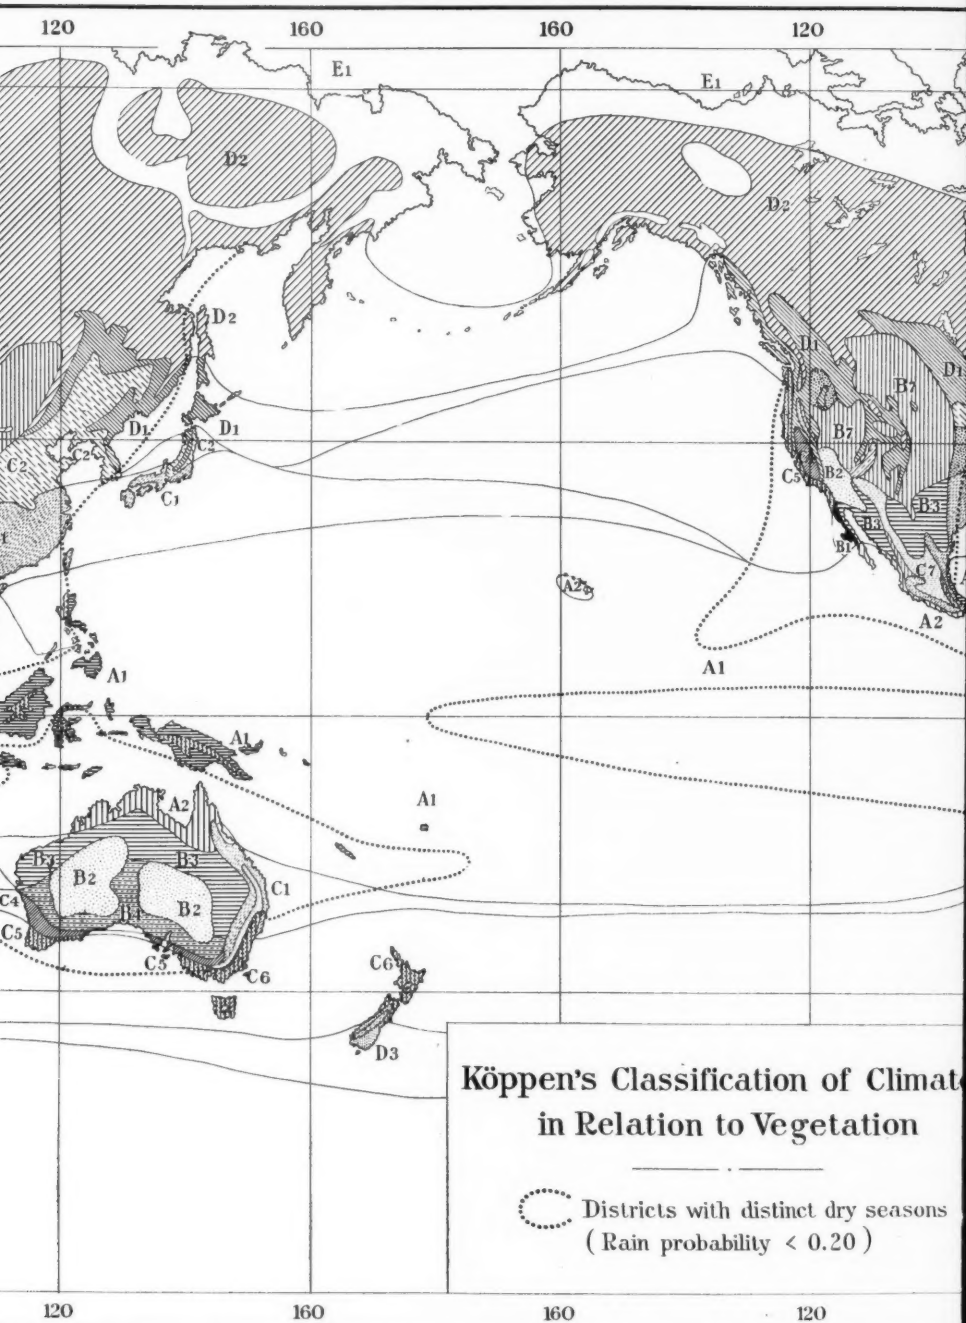 120 160 160 120
E1 E1
D2
D2
D2
D1 D1
B7
D1 D1 B7
C2 C2 C2 B2
C1 C5 B3
B3
B1
C7
A2 A2
A1 A1
A1
A1
A2
B3 B3
B2 C1
C4 B2
B4
C5
C5 C6 C6
D3
Köppen's Classification of Climat
in Relation to Vegetation
Districts with distinct dry seasons
( Rain probability < 0.20 )
120 160 160 120